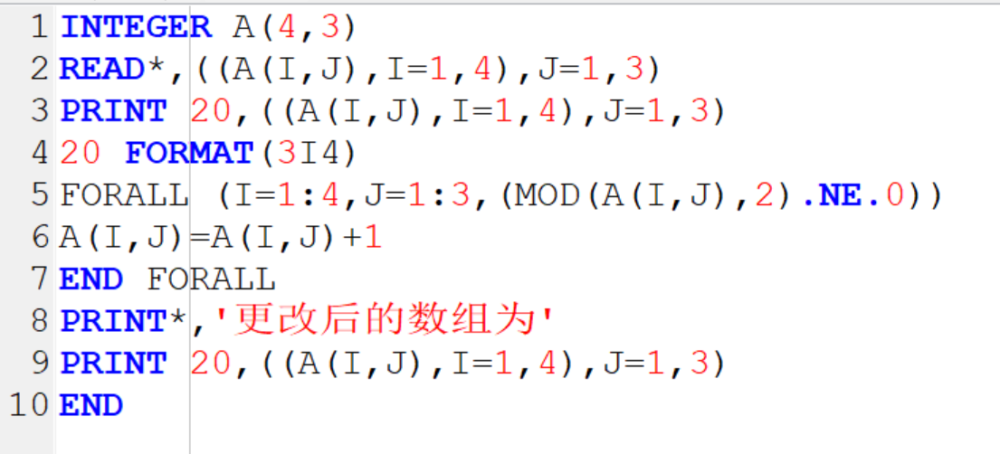 1 INTEGER A(4,3)
2 READ*,((A(I,J),I=1,4),J=1,3)
3 PRINT 20,((A(I,J),I=1,4),J=1,3)
4 20 FORMAT(3I4)
5 FORALL (I=1:4,J=1:3,(MOD(A(I,J),2).NE.0))
6 A(I,J)=A(I,J)+1
7 END FORALL
8 PRINT*,'更改后的数组为'
9 PRINT 20,((A(I,J),I=1,4),J=1,3)
10 END